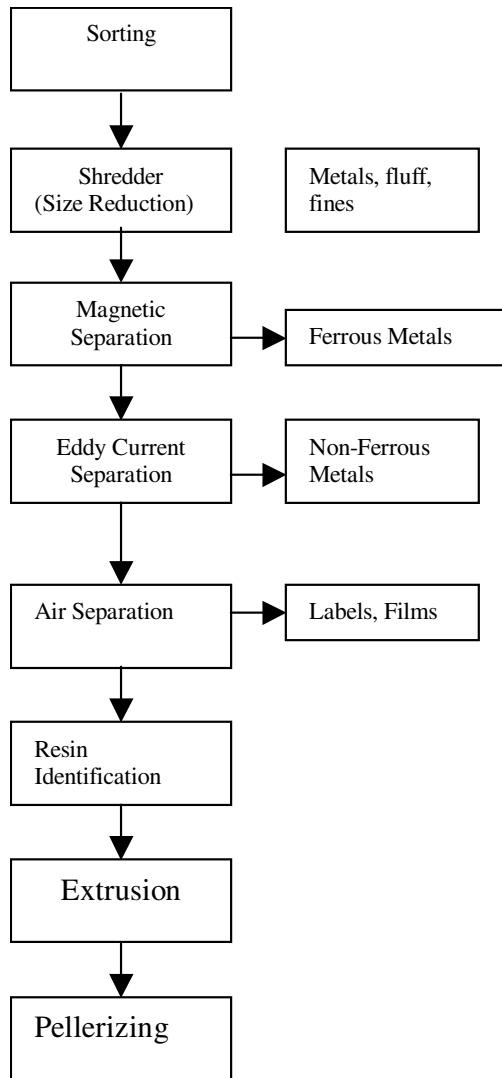 Sorting
Shredder
(Size Reduction)
Metals, fluff,
fines
Magnetic
Separation
Ferrous Metals
Eddy Current
Separation
Non-Ferrous
Metals
Air Separation
Labels, Films
Resin
Identification
Extrusion
Pellerizing